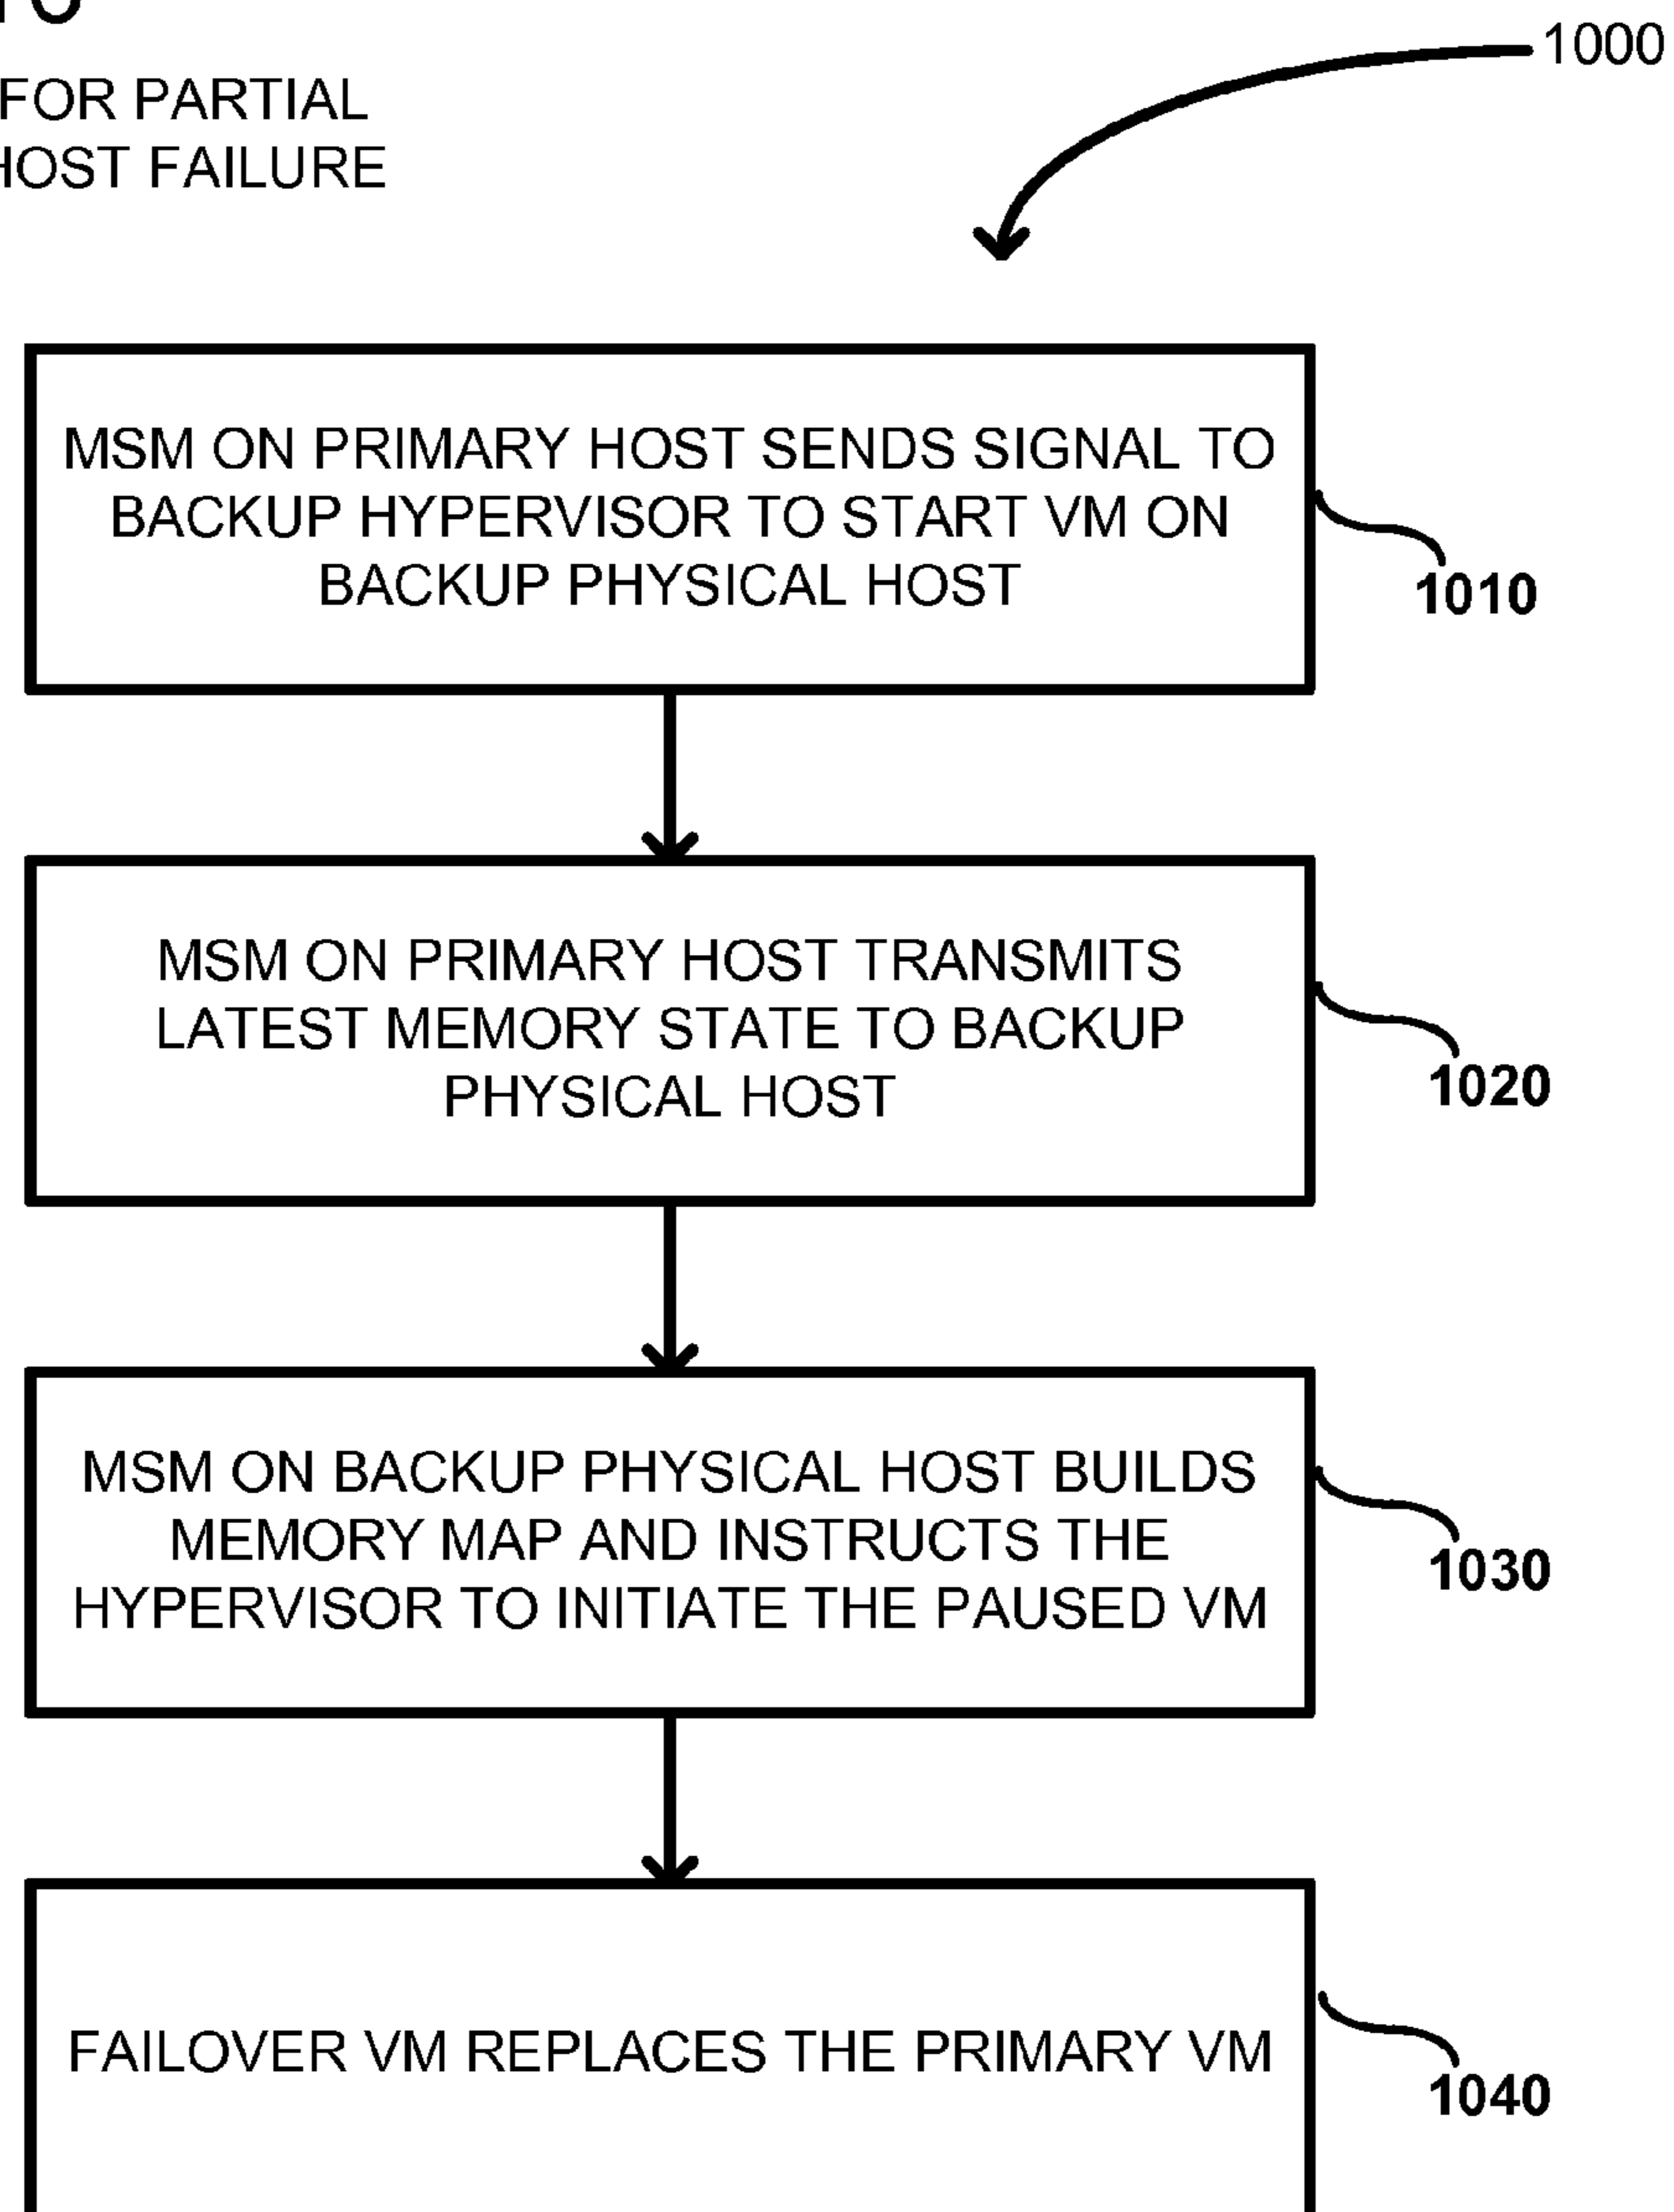 1000
FOR PARTIAL
HOST FAILURE
MSM ON PRIMARY HOST SENDS SIGNAL TO
BACKUP HYPERVISOR TO START VM ON
BACKUP PHYSICAL HOST
1010
MSM ON PRIMARY HOST TRANSMITS
LATEST MEMORY STATE TO BACKUP
PHYSICAL HOST
1020
MSM ON BACKUP PHYSICAL HOST BUILDS
MEMORY MAP AND INSTRUCTS THE
HYPERVISOR TO INITIATE THE PAUSED VM
1030
FAILOVER VM REPLACES THE PRIMARY VM
1040